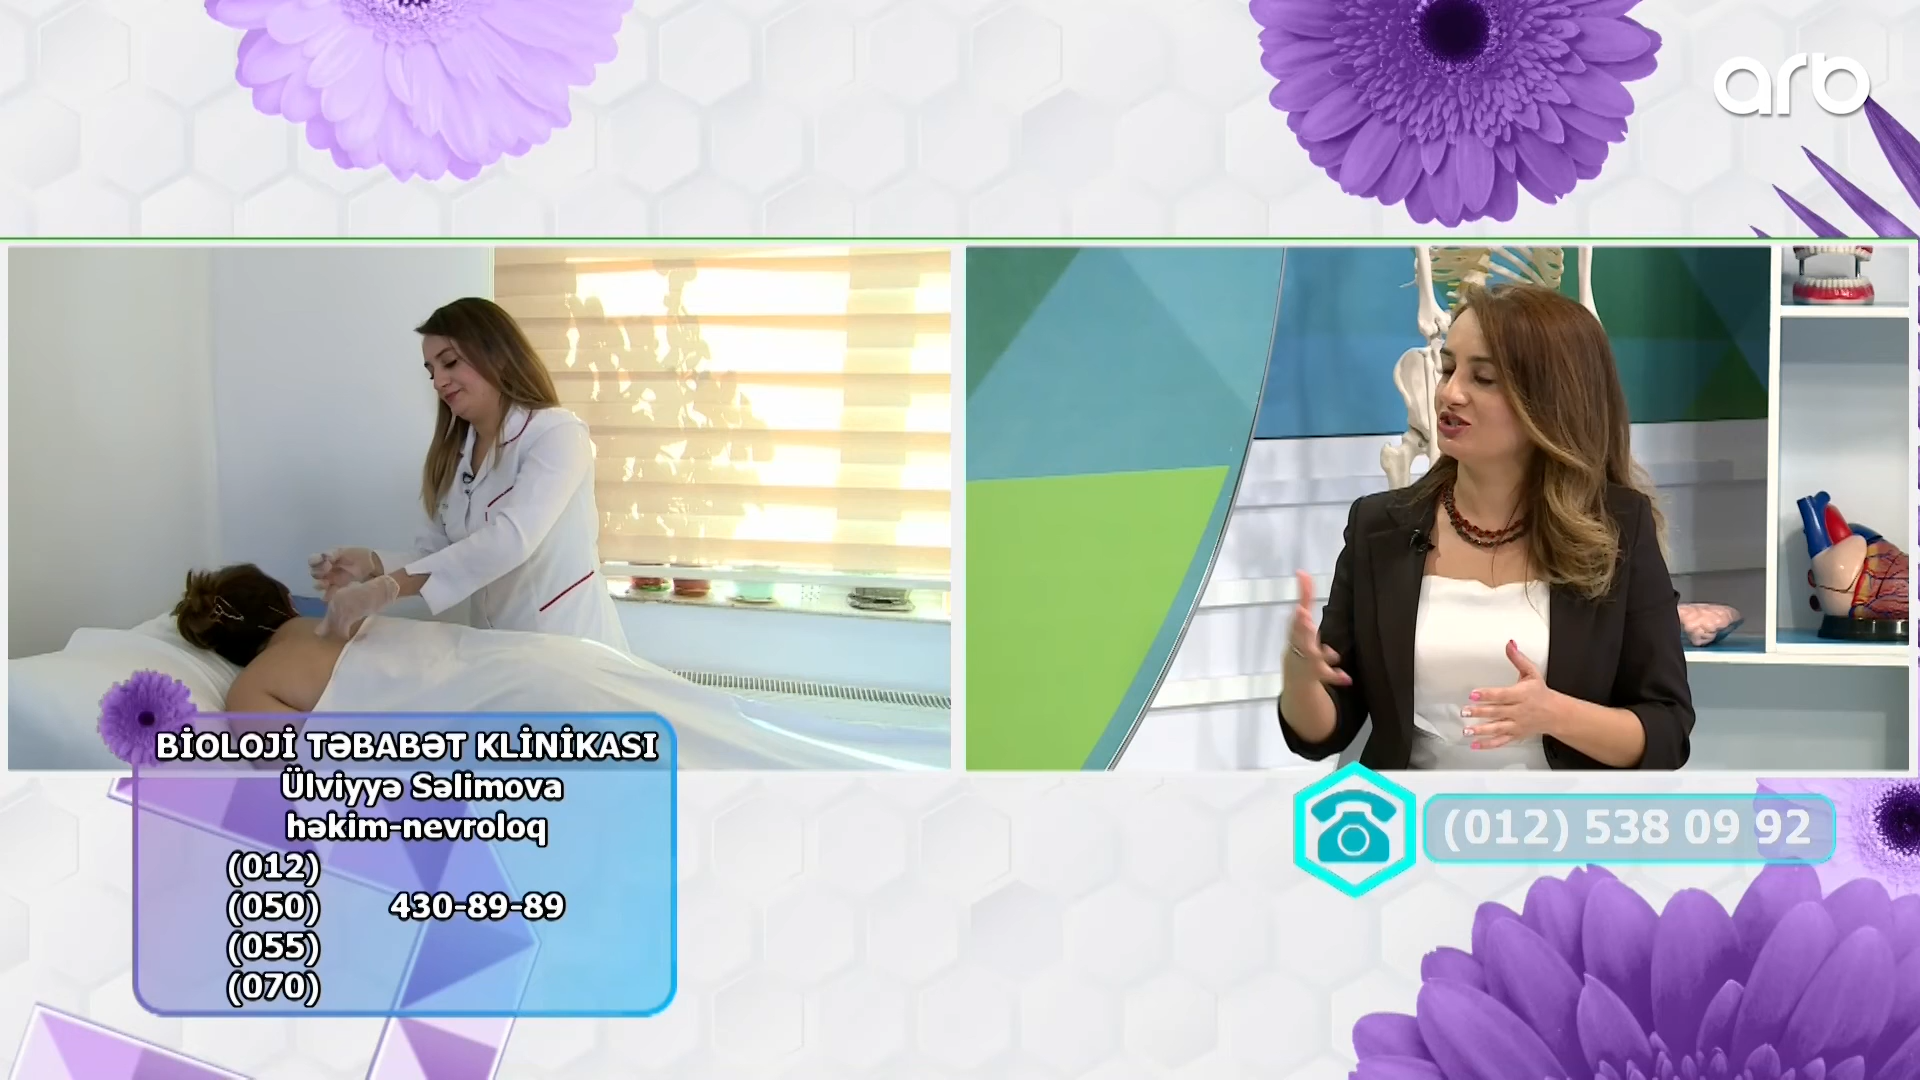 arb
BİOLOJİ TƏBABƏT KLİNİKASI
Ülviyyə Səlimova
həkim-nevroloq
(012)
(050) 430-89-89
(055)
(070)
(012) 538 09 92